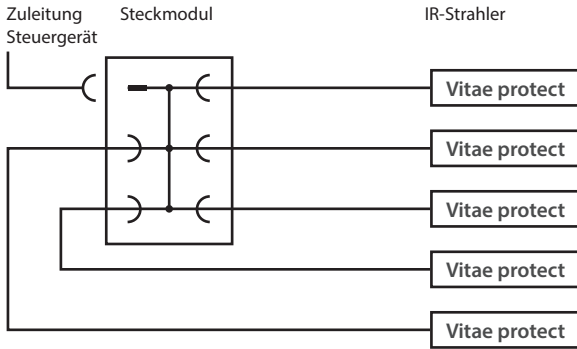 Zuleitung
Steuergerät
Steckmodul
IR-Strahler
Vitae protect
Vitae protect
Vitae protect
Vitae protect
Vitae protect